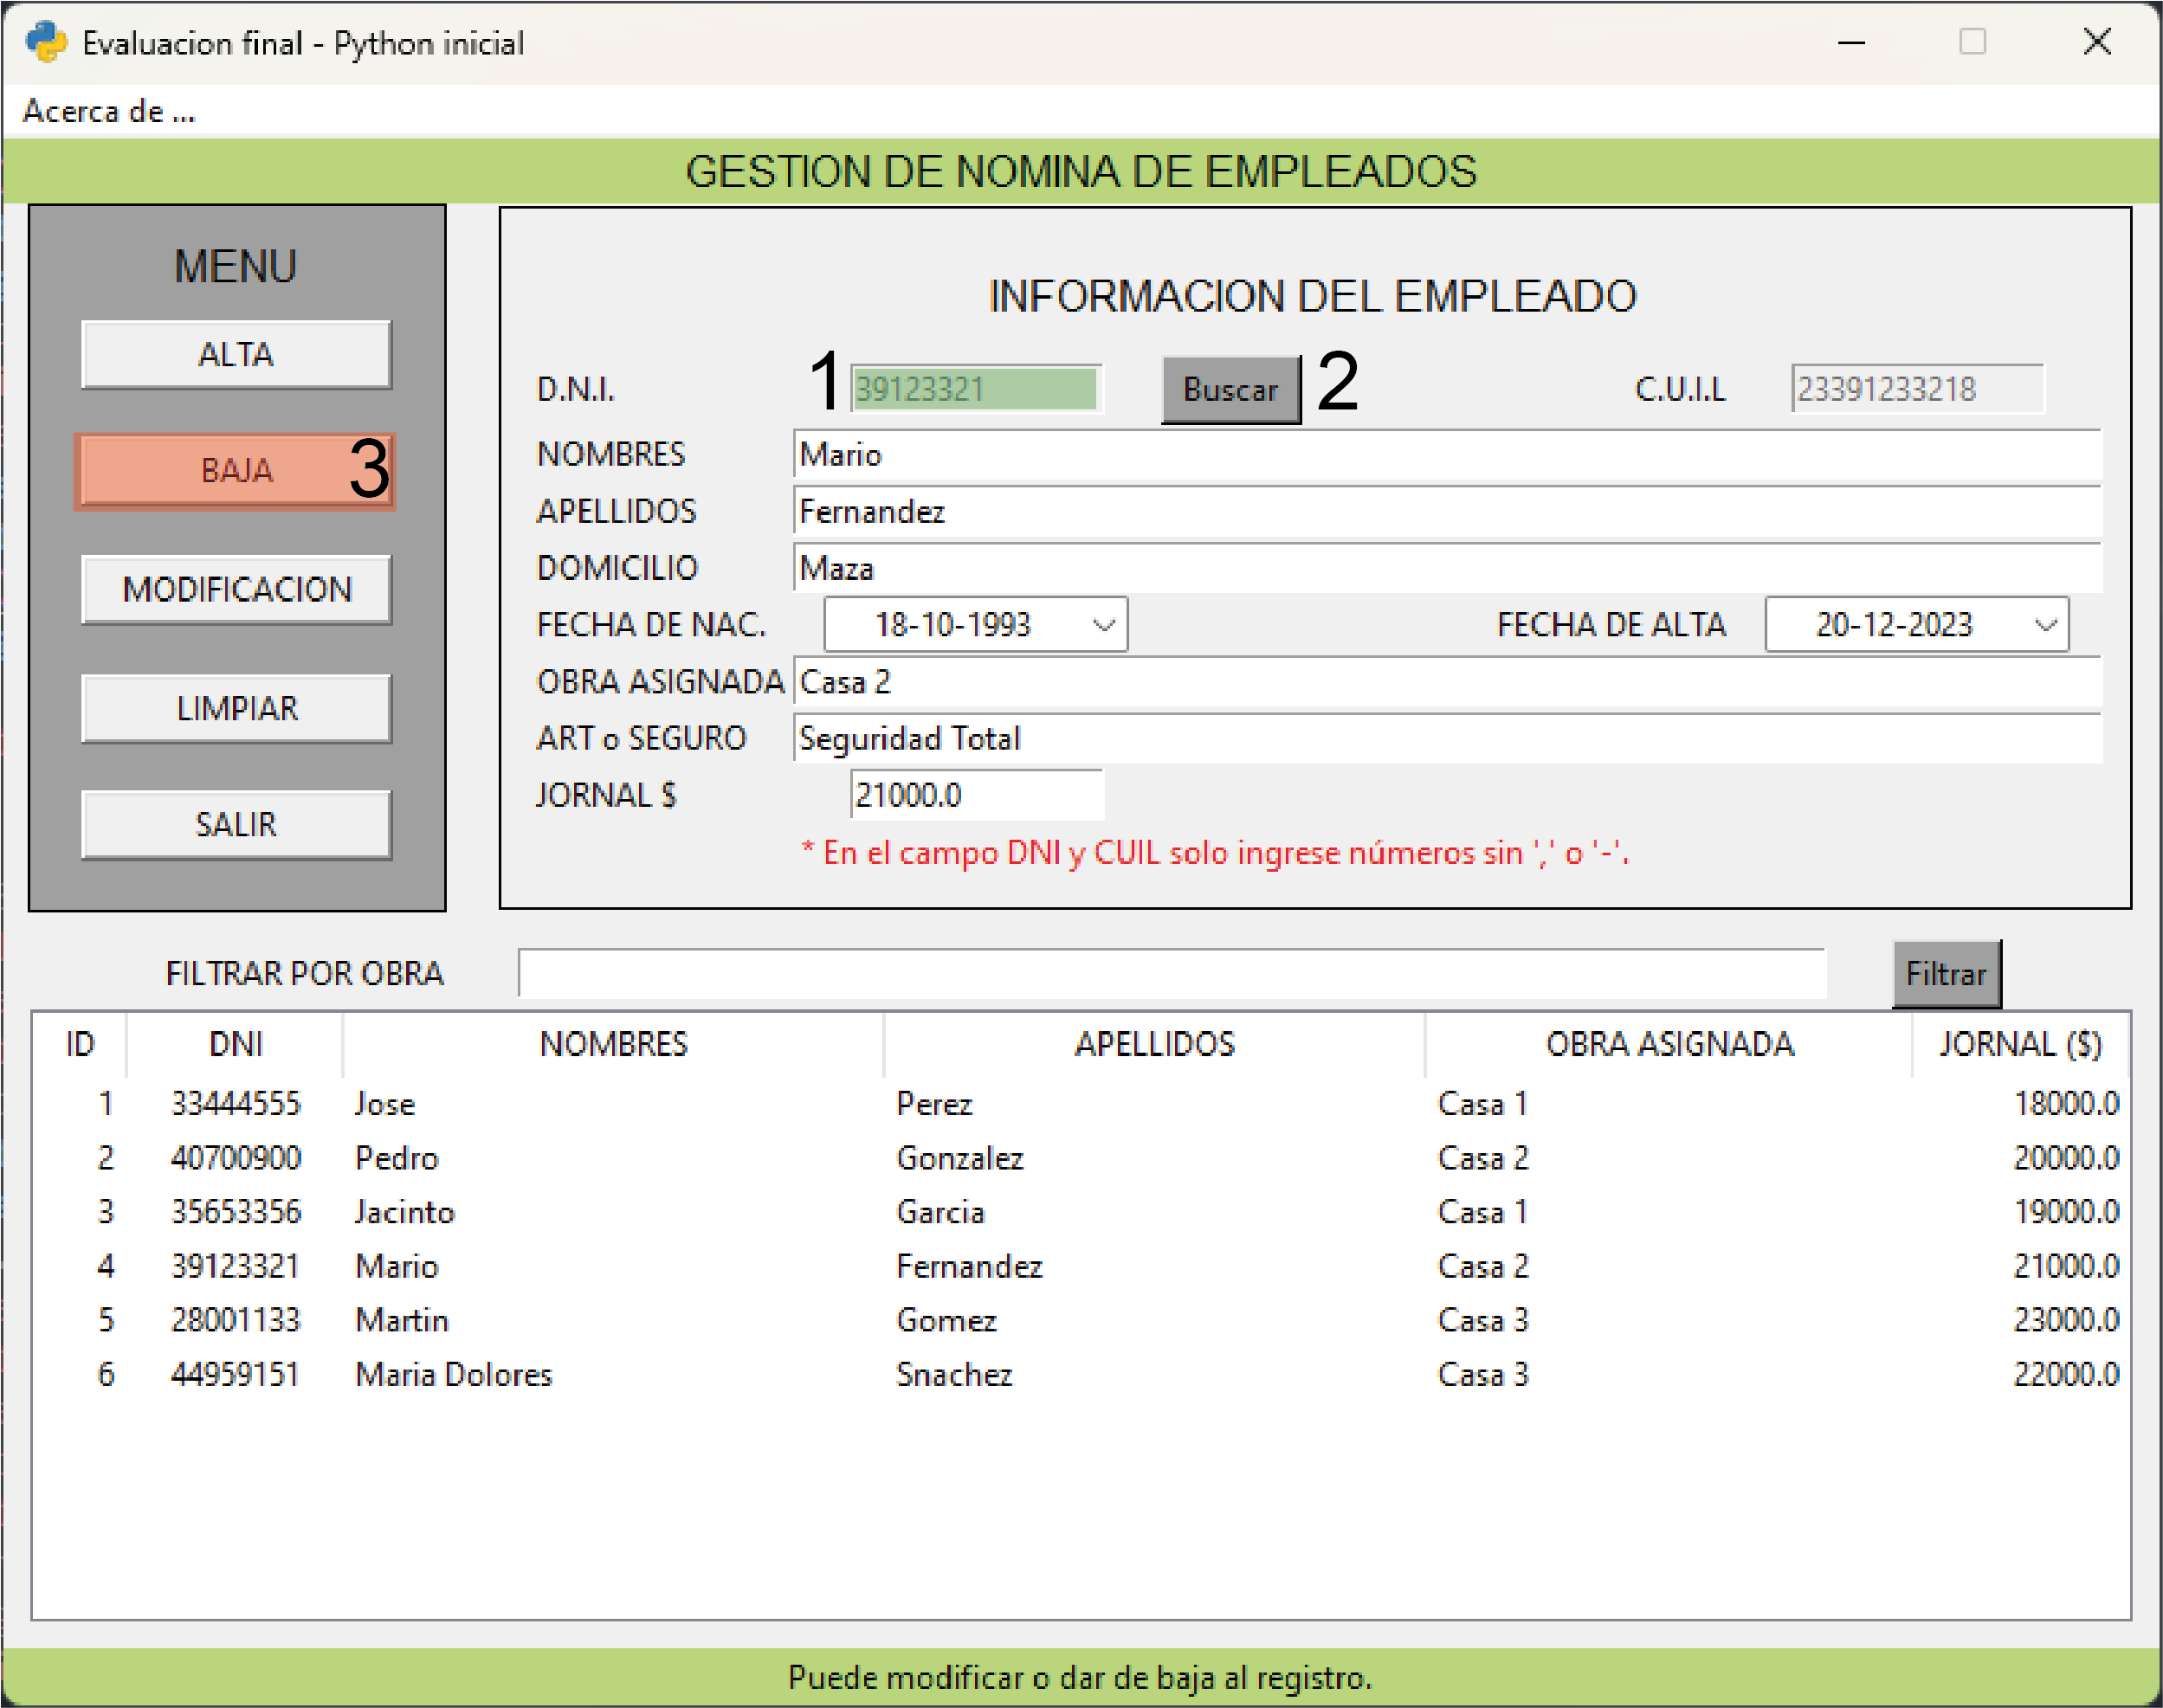 Evaluacion final - Python inicial
Acerca de ...
GESTION DE NOMINA DE EMPLEADOS
MENU
ALTA
BAJA 3
MODIFICACION
LIMPIAR
SALIR
INFORMACION DEL EMPLEADO
D.N.I. 1 39123321 Buscar 2 C.U.I.L 23391233218
NOMBRES Mario
APELLIDOS Fernandez
DOMICILIO Maza
FECHA DE NAC. 18-10-1993 FECHA DE ALTA 20-12-2023
OBRA ASIGNADA Casa 2
ART o SEGURO Seguridad Total
JORNAL $ 21000.0
* En el campo DNI y CUIL solo ingrese números sin ',' o '-'.
FILTRAR POR OBRA Filtrar
ID DNI NOMBRES APELLIDOS OBRA ASIGNADA JORNAL ($)
1 33444555 Jose Perez Casa 1 18000.0
2 40700900 Pedro Gonzalez Casa 2 20000.0
3 35653356 Jacinto Garcia Casa 1 19000.0
4 39123321 Mario Fernandez Casa 2 21000.0
5 28001133 Martin Gomez Casa 3 23000.0
6 44959151 Maria Dolores Snachez Casa 3 22000.0
Puede modificar o dar de baja al registro.